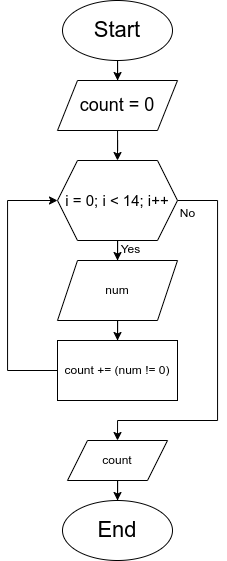 Start
count = 0
i = 0; i < 14; i++
No
Yes
num
count += (num != 0)
count
End